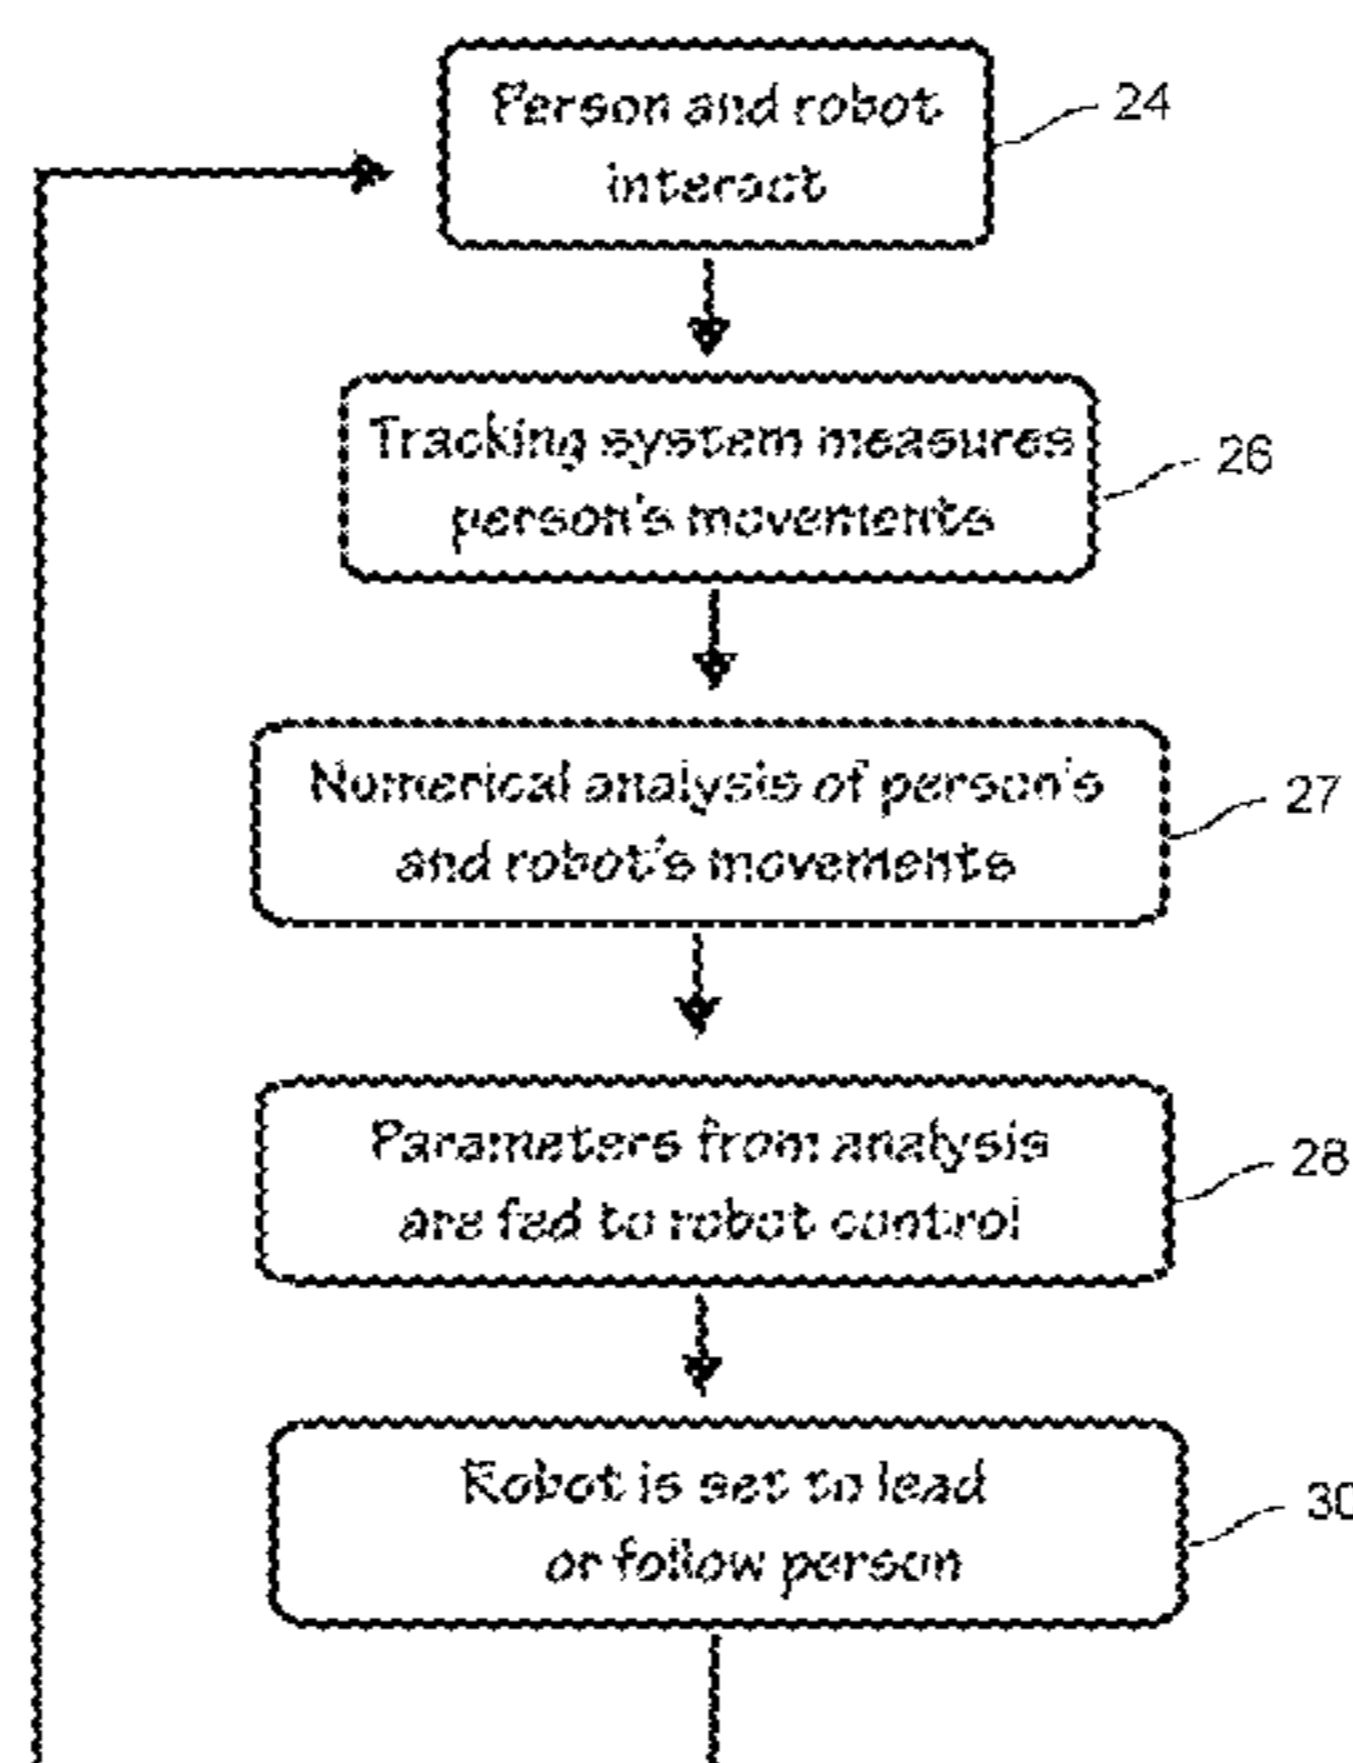 Person and robot
interact
24
Tracking system measures
person's movements
26
Numerical analysis of person's
and robot's movements
27
Parameters from analysis
are fed to robot control
28
Robot is set to lead
or follow person
30